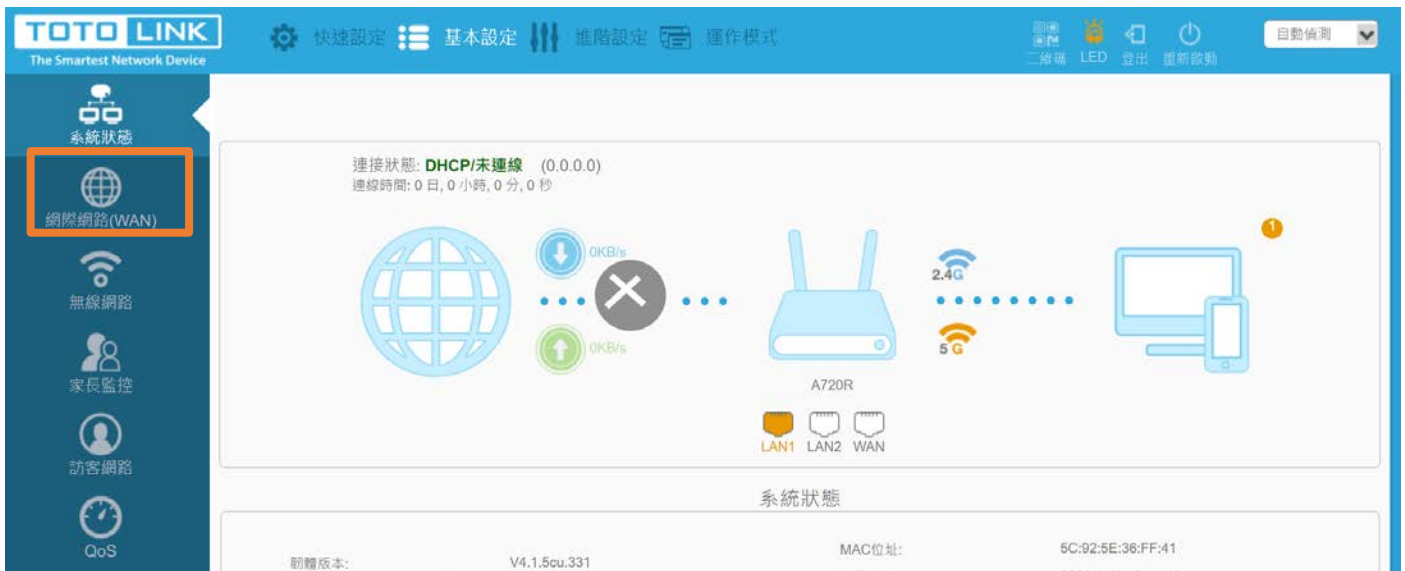 TOTO LINK
The Smartest Network Device
快速設定
基本設定
進階設定
運作模式
二維碼
LED
登出
重新啟動
自動偵測
系統狀態
網際網路(WAN)
無線網路
家長監控
訪客網路
QoS
連接狀態: DHCP/未連線 (0.0.0.0)
連線時間: 0 日, 0 小時, 0 分, 0 秒
0KB/s
0KB/s
2.4G
5 G
1
A720R
LAN1 LAN2 WAN
系統狀態
韌體版本: V4.1.5cu.331
MAC位址: 5C:92:5E:36:FF:41